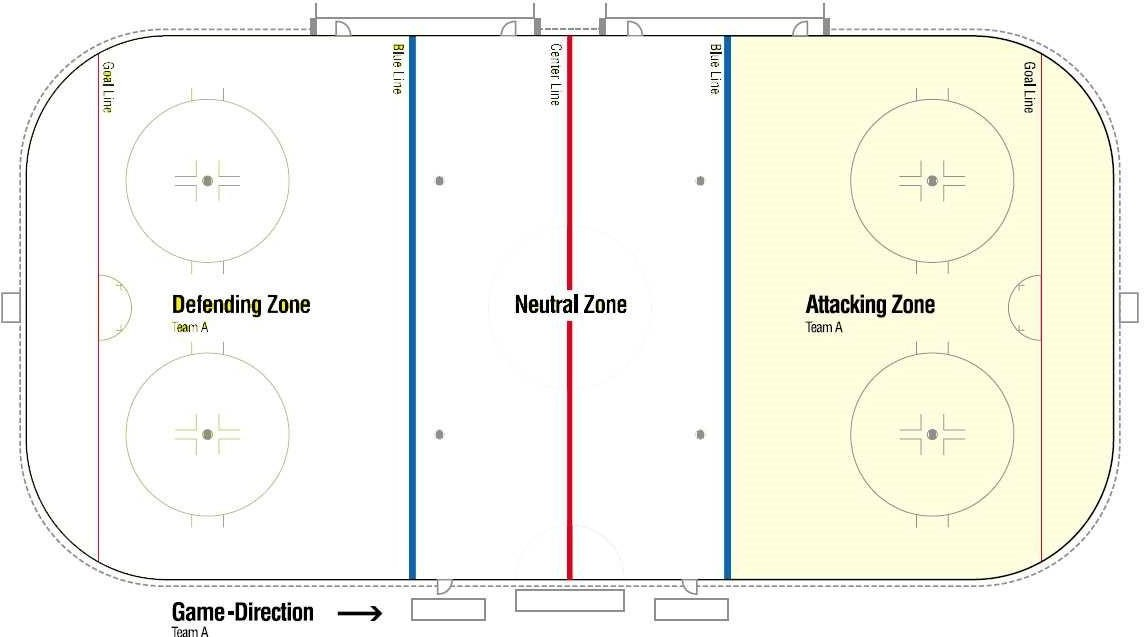 Goal Line
Blue Line
Center Line
Blue Line
Goal Line
Defending Zone
Team A
Neutral Zone
Attacking Zone
Team A
Game-Direction
Team A